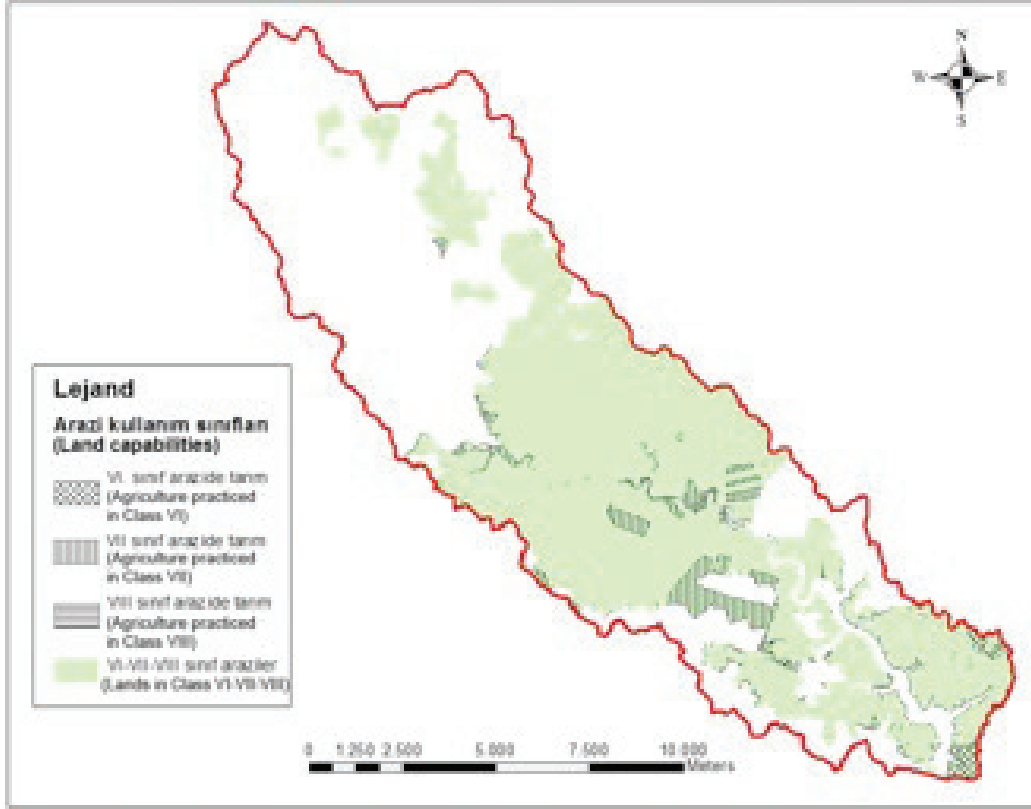 N
W E
S
Lejand
Arazi kullanım sınıfları
(Land capabilities)
VI. sınıf arazide tarım
(Agriculture practiced
in Class VI)
VII sınıf arazide tarım
(Agriculture practiced
in Class VII)
VIII sınıf arazide tarım
(Agriculture practiced
in Class VIII)
VI-VII-VIII sınıf araziler
(Lands in Class VI-VII-VIII)
0 1.250 2.500 5.000 7.500 10.000
Meters